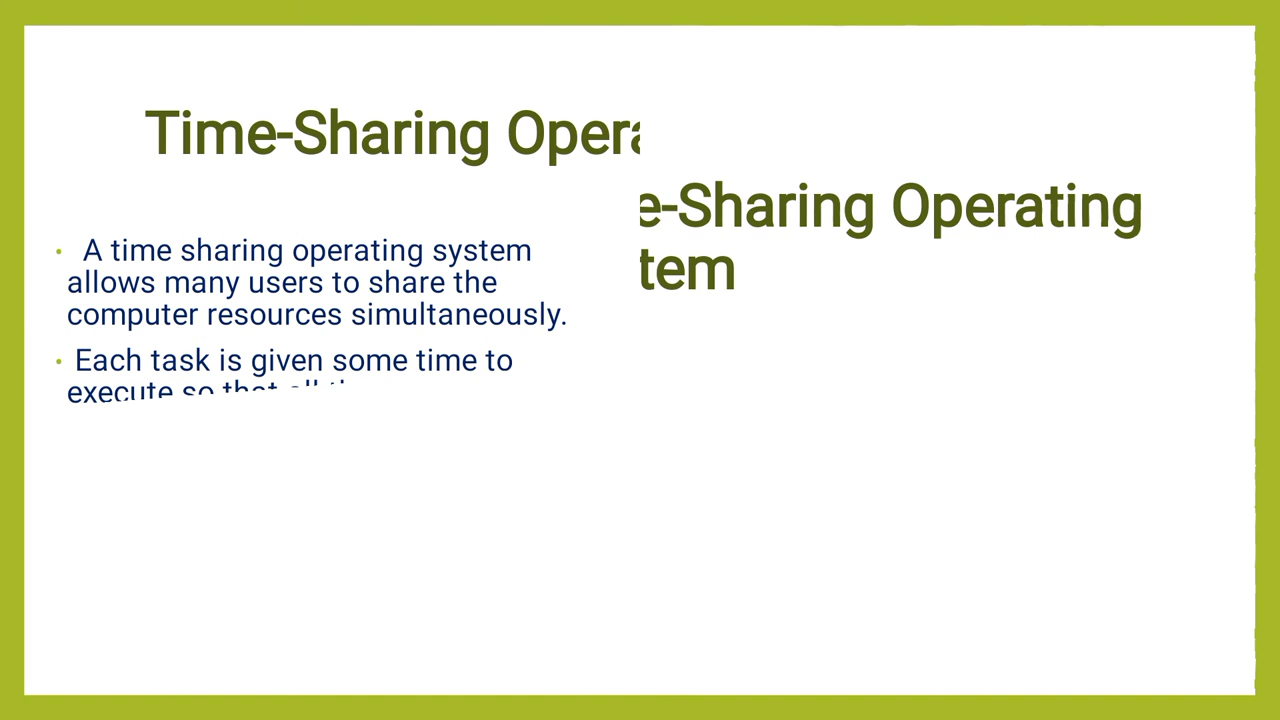 Time-Sharing Opera
e-Sharing Operating
tem
• A time sharing operating system
allows many users to share the
computer resources simultaneously.
• Each task is given some time to
execute so that all